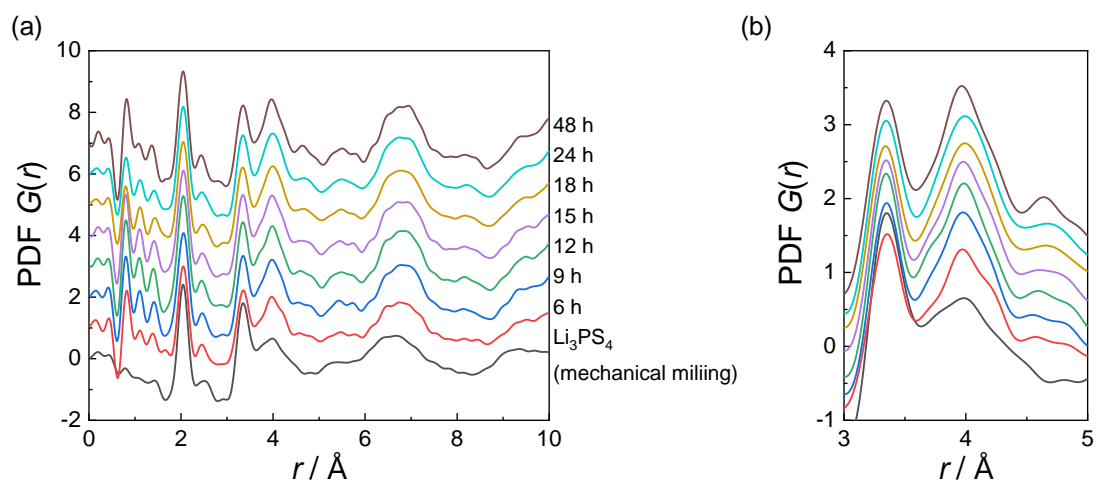 (a)
PDF G(r)
10
8
6
4
2
0
-2
0 2 4 6 8 10
r / Å
48 h
24 h
18 h
15 h
12 h
9 h
6 h
Li₃PS₄
(mechanical miliing)
(b)
PDF G(r)
4
3
2
1
0
-1
3 4 5
r / Å